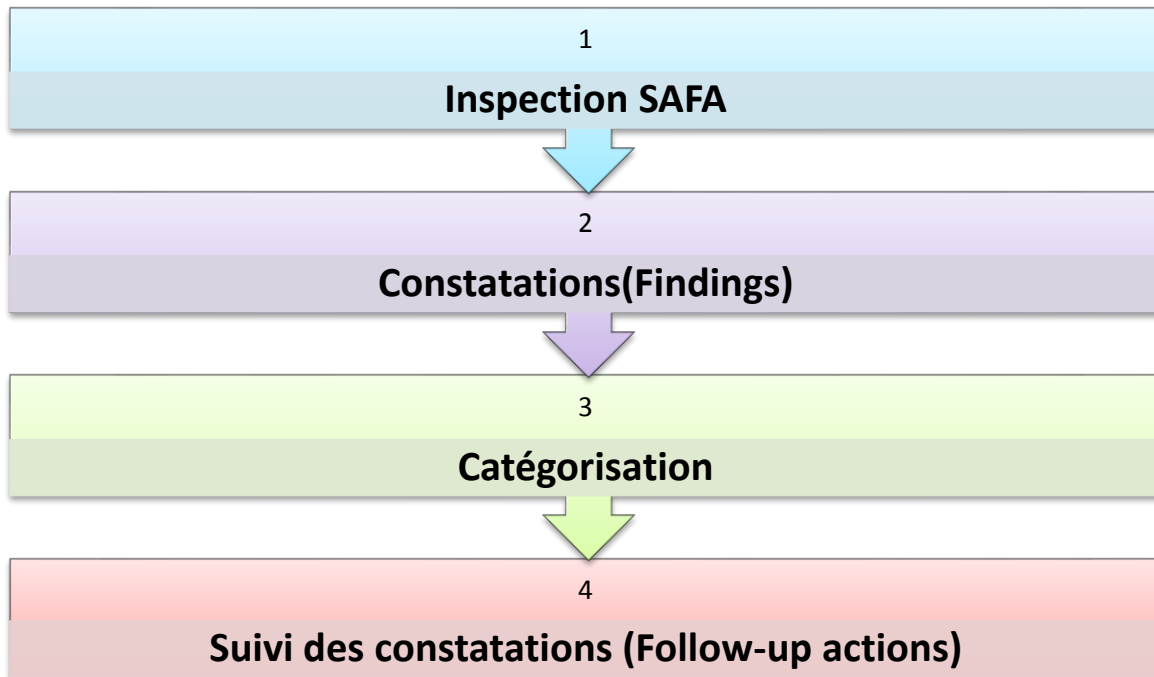 1
Inspection SAFA
2
Constatations(Findings)
3
Catégorisation
4
Suivi des constatations (Follow-up actions)